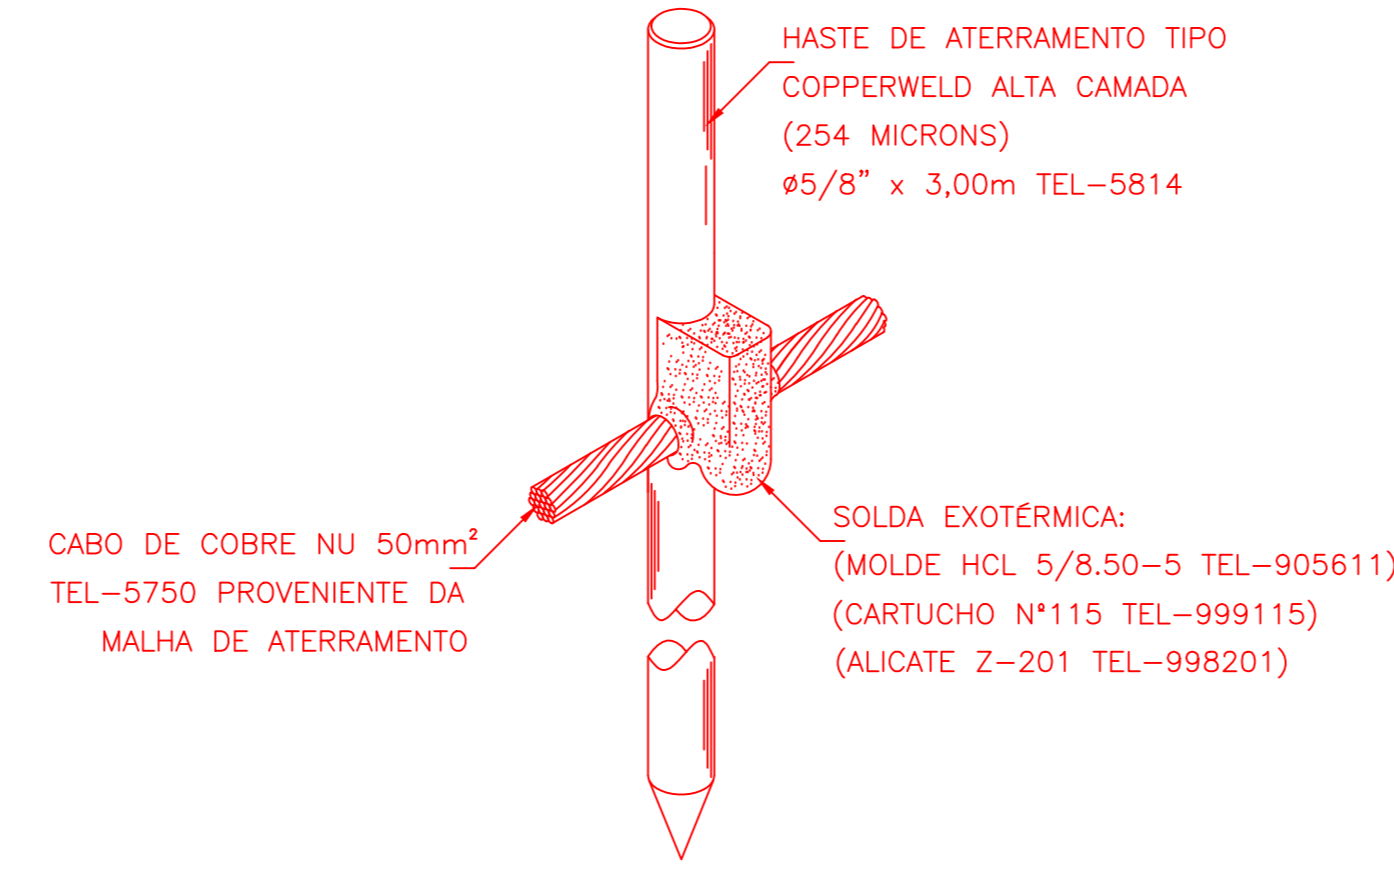 HASTE DE ATERRAMENTO TIPO
COPPERWELD ALTA CAMADA
(254 MICRONS)
ø5/8” x 3,00m TEL-5814
CABO DE COBRE NU 50mm²
TEL-5750 PROVENIENTE DA
MALHA DE ATERRAMENTO
SOLDA EXOTÉRMICA:
(MOLDE HCL 5/8.50-5 TEL-905611)
(CARTUCHO Nº115 TEL-999115)
(ALICATE Z-201 TEL-998201)